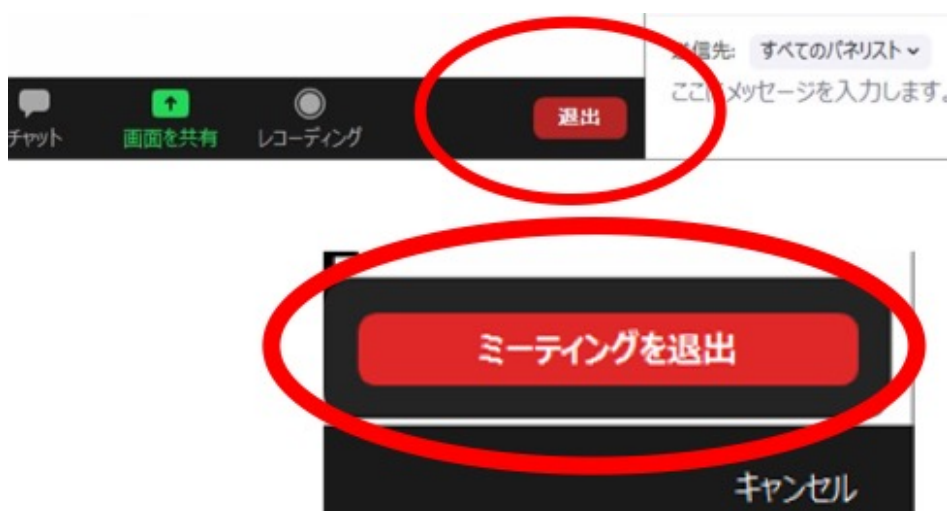 送信先: すべてのパネリスト
ここにメッセージを入力します。
チャット
画面を共有
レコーディング
退出
ミーティングを退出
キャンセル